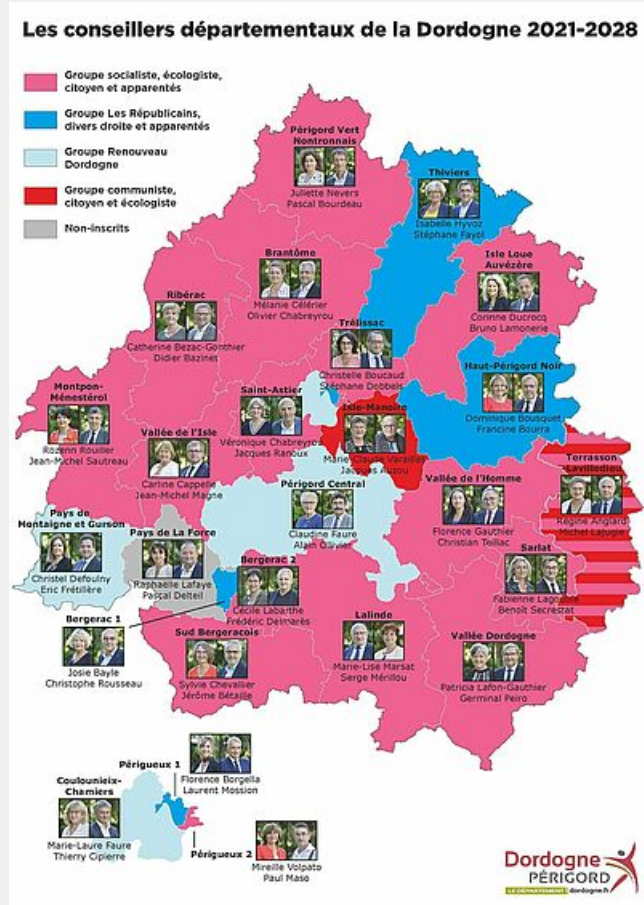 Les conseillers départementaux de la Dordogne 2021-2028
Groupe socialiste, écologiste,
citoyen et apparentés
Groupe Les Républicains,
divers droite et apparentés
Groupe Renouveau
Dordogne
Groupe communiste,
citoyen et écologiste
Non-inscrits
Périgord Vert
Nontronnais
Juliette Nevers
Pascal Bourdeau
Thiviers
Isabelle Hyvoz
Stéphane Fayol
Brantôme
Mélanie Célérier
Olivier Chabreyrou
Isle Loue
Auvézère
Corinne Ducrocq
Bruno Lamonerie
Ribérac
Catherine Bezac-Gonthier
Didier Bazinet
Trélissac
Christelle Boucaud
Stéphane Dobbels
Haut-Périgord Noir
Dominique Bousquet
Francine Bourra
Montpon-
Ménestérol
Rozenn Rouiller
Jean-Michel Sautreau
Saint-Astier
Véronique Chabreyrou
Jacques Ranoux
Isle-Manoire
Marie-Claude Varaillas
Jacques Auzou
Vallée de l'Isle
Carline Cappelle
Jean-Michel Magne
Terrasson
Lavilledieu
Régine Anglard
Michel Lajugie
Périgord Central
Claudine Faure
Alain Ollivier
Vallée de l'Homme
Florence Gauthier
Christian Teillac
Pays de
Montaigne et Gurson
Christel Defoulny
Eric Frétillère
Pays de La Force
Raphaëlle Lafaye
Pascal Delteil
Sarlat
Fabienne Lagoubie
Benoît Secrestat
Bergerac 2
Cécile Labarthe
Frédéric Delmarès
Bergerac 1
Josie Bayle
Christophe Rousseau
Sud Bergeracois
Sylvie Chevallier
Jérôme Bétaille
Lalinde
Marie-Lise Marsat
Serge Mérillou
Vallée Dordogne
Patricia Lafon-Gauthier
Germinal Peiro
Périgueux 1
Florence Borgella
Laurent Mossion
Coulounieix-
Chamiers
Marie-Laure Faure
Thierry Cipierre
Périgueux 2
Mireille Volpato
Paul Maso
Dordogne
PÉRIGORD
LE DÉPARTEMENT dordogne.fr